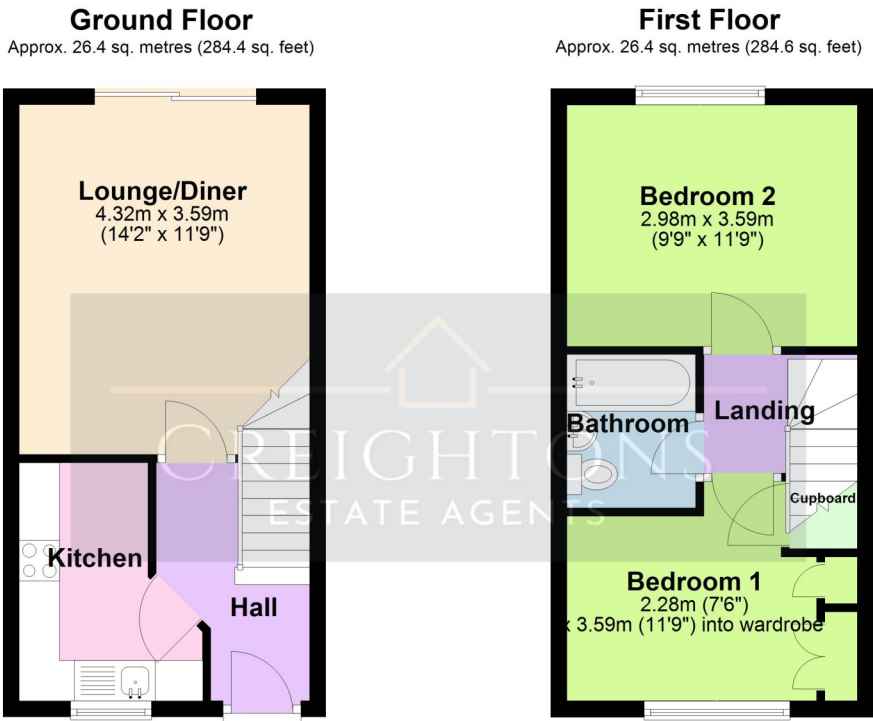 Ground Floor
Approx. 26.4 sq. metres (284.4 sq. feet)
Lounge/Diner
4.32m x 3.59m
(14'2" x 11'9")
Kitchen
Hall
First Floor
Approx. 26.4 sq. metres (284.6 sq. feet)
Bedroom 2
2.98m x 3.59m
(9'9" x 11'9")
Bathroom
Landing
Cupboard
Bedroom 1
2.28m (7'6")
x 3.59m (11'9") into wardrobe
CREIGHTONS
ESTATE AGENTS